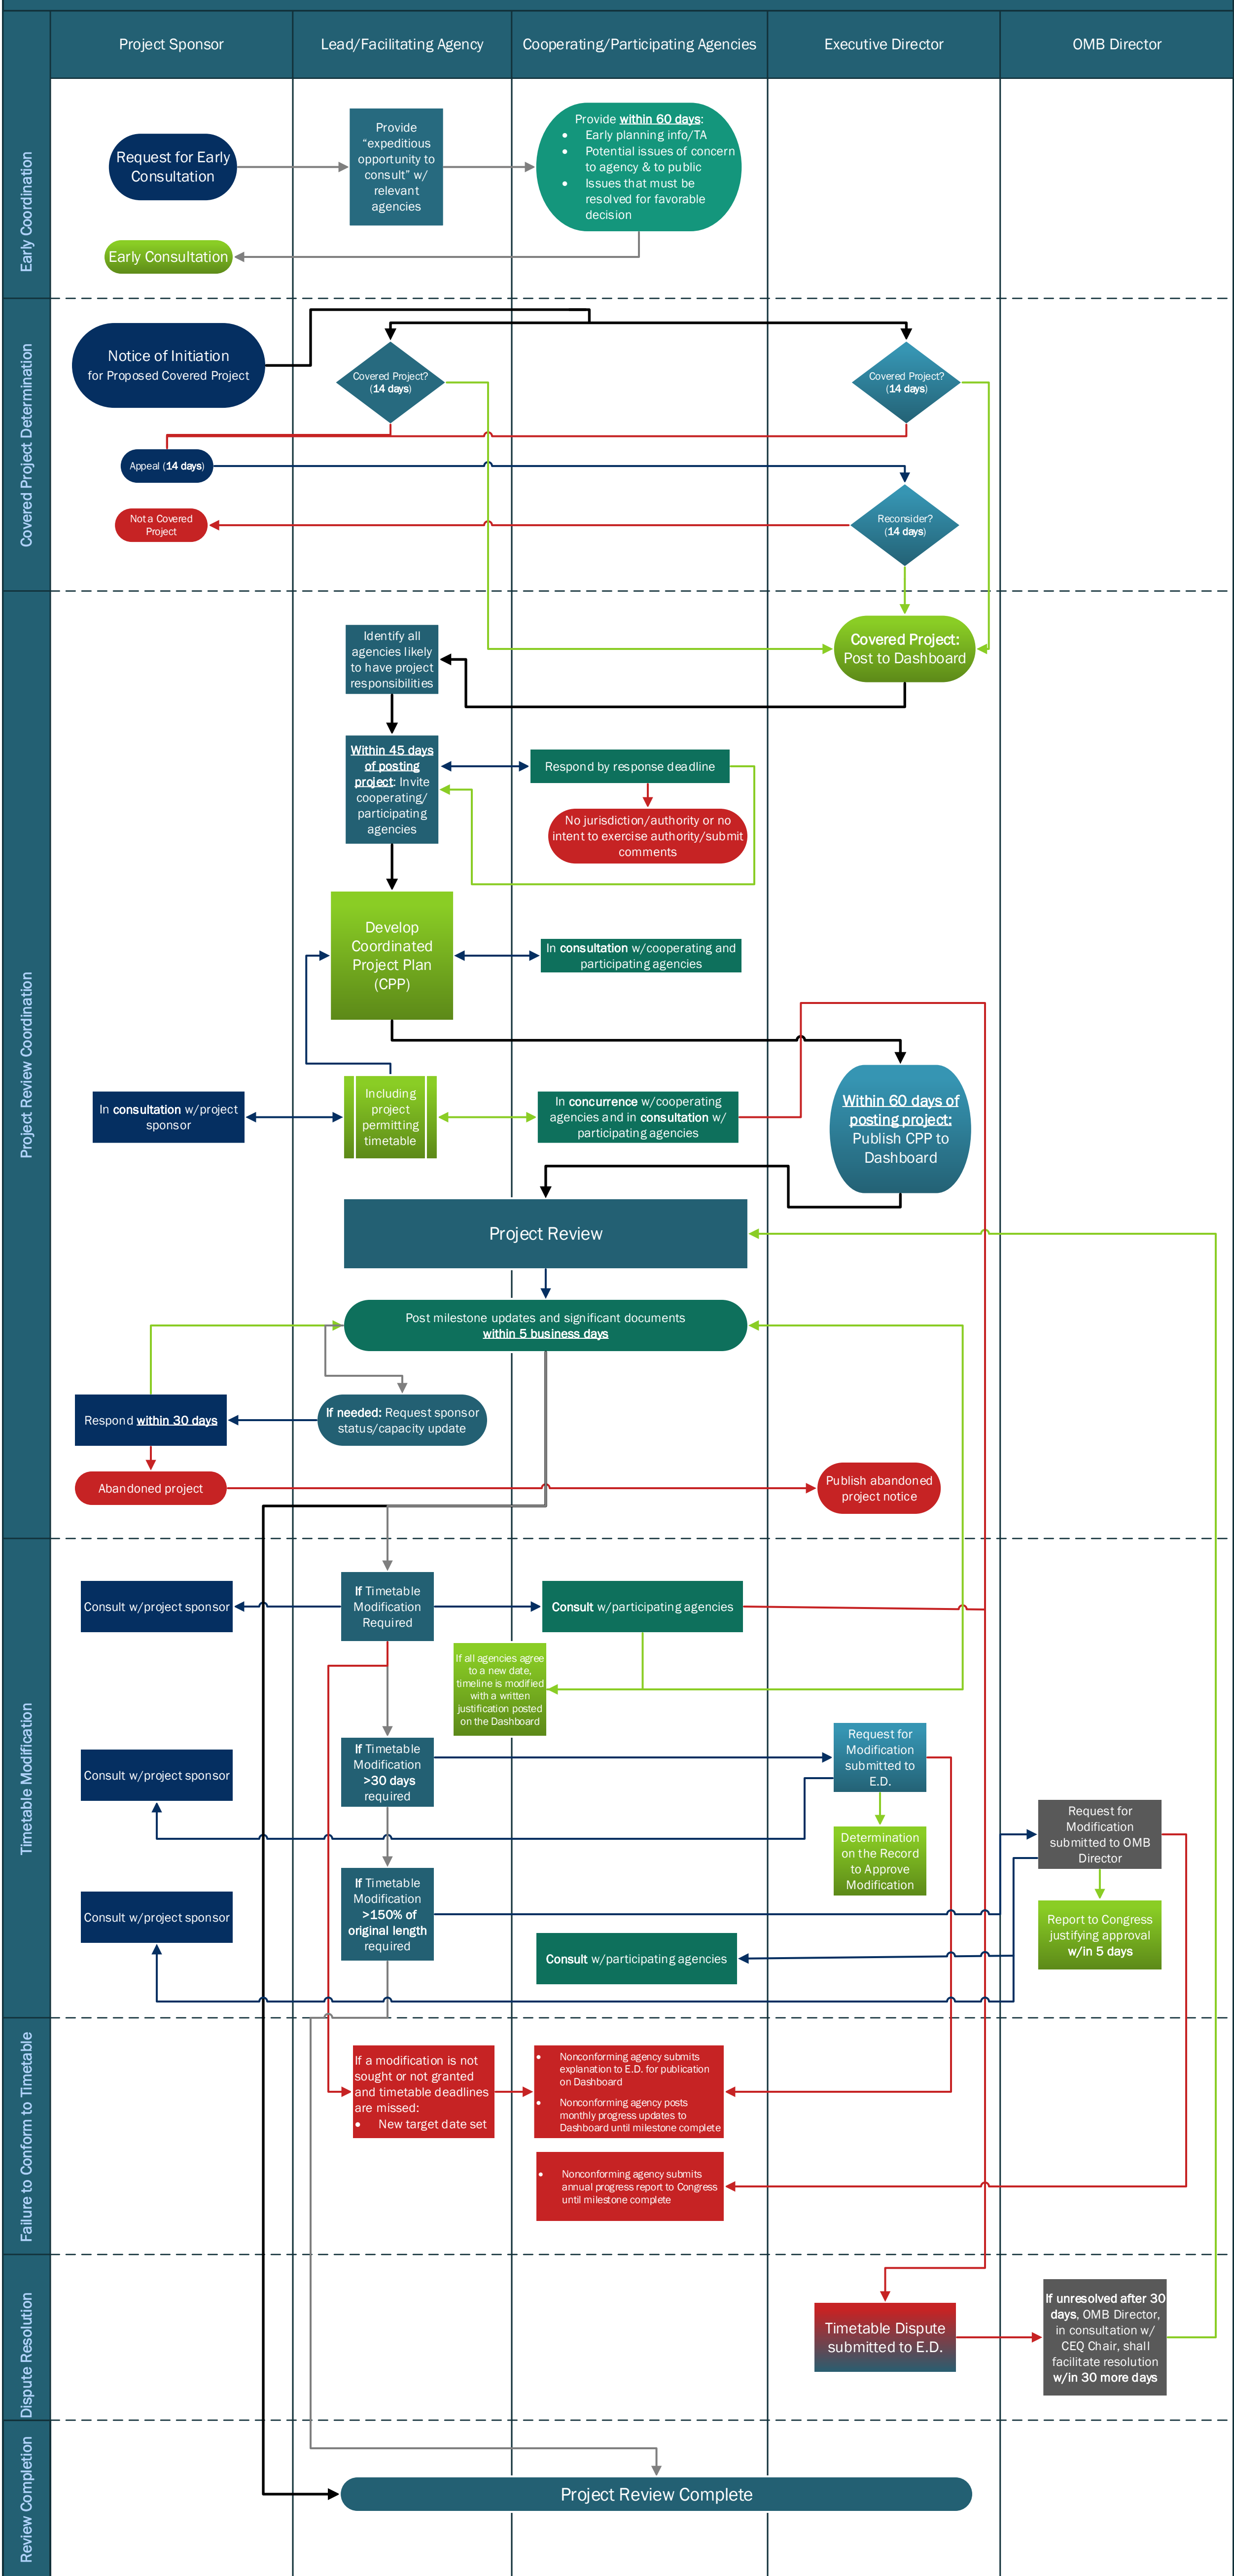 Project Sponsor
Lead/Facilitating Agency
Cooperating/Participating Agencies
Executive Director
OMB Director
Early Coordination
Request for Early
Consultation
Provide
“expeditious
opportunity to
consult” w/
relevant
agencies
Provide within 60 days:
• Early planning info/TA
• Potential issues of concern
to agency & to public
• Issues that must be
resolved for favorable
decision
Early Consultation
Covered Project Determination
Notice of Initiation
for Proposed Covered Project
Covered Project?
(14 days)
Covered Project?
(14 days)
Appeal (14 days)
Not a Covered
Project
Reconsider?
(14 days)
Project Review Coordination
Covered Project:
Post to Dashboard
Identify all
agencies likely
to have project
responsibilities
Within 45 days
of posting
project: Invite
cooperating/
participating
agencies
Respond by response deadline
No jurisdiction/authority or no
intent to exercise authority/submit
comments
Develop
Coordinated
Project Plan
(CPP)
In consultation w/cooperating and
participating agencies
In consultation w/project
sponsor
Including
project
permitting
timetable
In concurrence w/cooperating
agencies and in consultation w/
participating agencies
Within 60 days of
posting project:
Publish CPP to
Dashboard
Project Review
Post milestone updates and significant documents
within 5 business days
Respond within 30 days
If needed: Request sponsor
status/capacity update
Abandoned project
Publish abandoned
project notice
Timetable Modification
Consult w/project sponsor
If Timetable
Modification
Required
Consult w/participating agencies
If all agencies agree
to a new date,
timeline is modified
with a written
justification posted
on the Dashboard
Consult w/project sponsor
If Timetable
Modification
>30 days
required
Request for
Modification
submitted to
E.D.
Determination
on the Record
to Approve
Modification
Request for
Modification
submitted to OMB
Director
Consult w/project sponsor
If Timetable
Modification
>150% of
original length
required
Consult w/participating agencies
Report to Congress
justifying approval
w/in 5 days
Failure to Conform to Timetable
If a modification is not
sought or not granted
and timetable deadlines
are missed:
• New target date set
• Nonconforming agency submits
explanation to E.D. for publication
on Dashboard
• Nonconforming agency posts
monthly progress updates to
Dashboard until milestone complete
• Nonconforming agency submits
annual progress report to Congress
until milestone complete
Dispute Resolution
Timetable Dispute
submitted to E.D.
If unresolved after 30
days, OMB Director,
in consultation w/
CEQ Chair, shall
facilitate resolution
w/in 30 more days
Review Completion
Project Review Complete